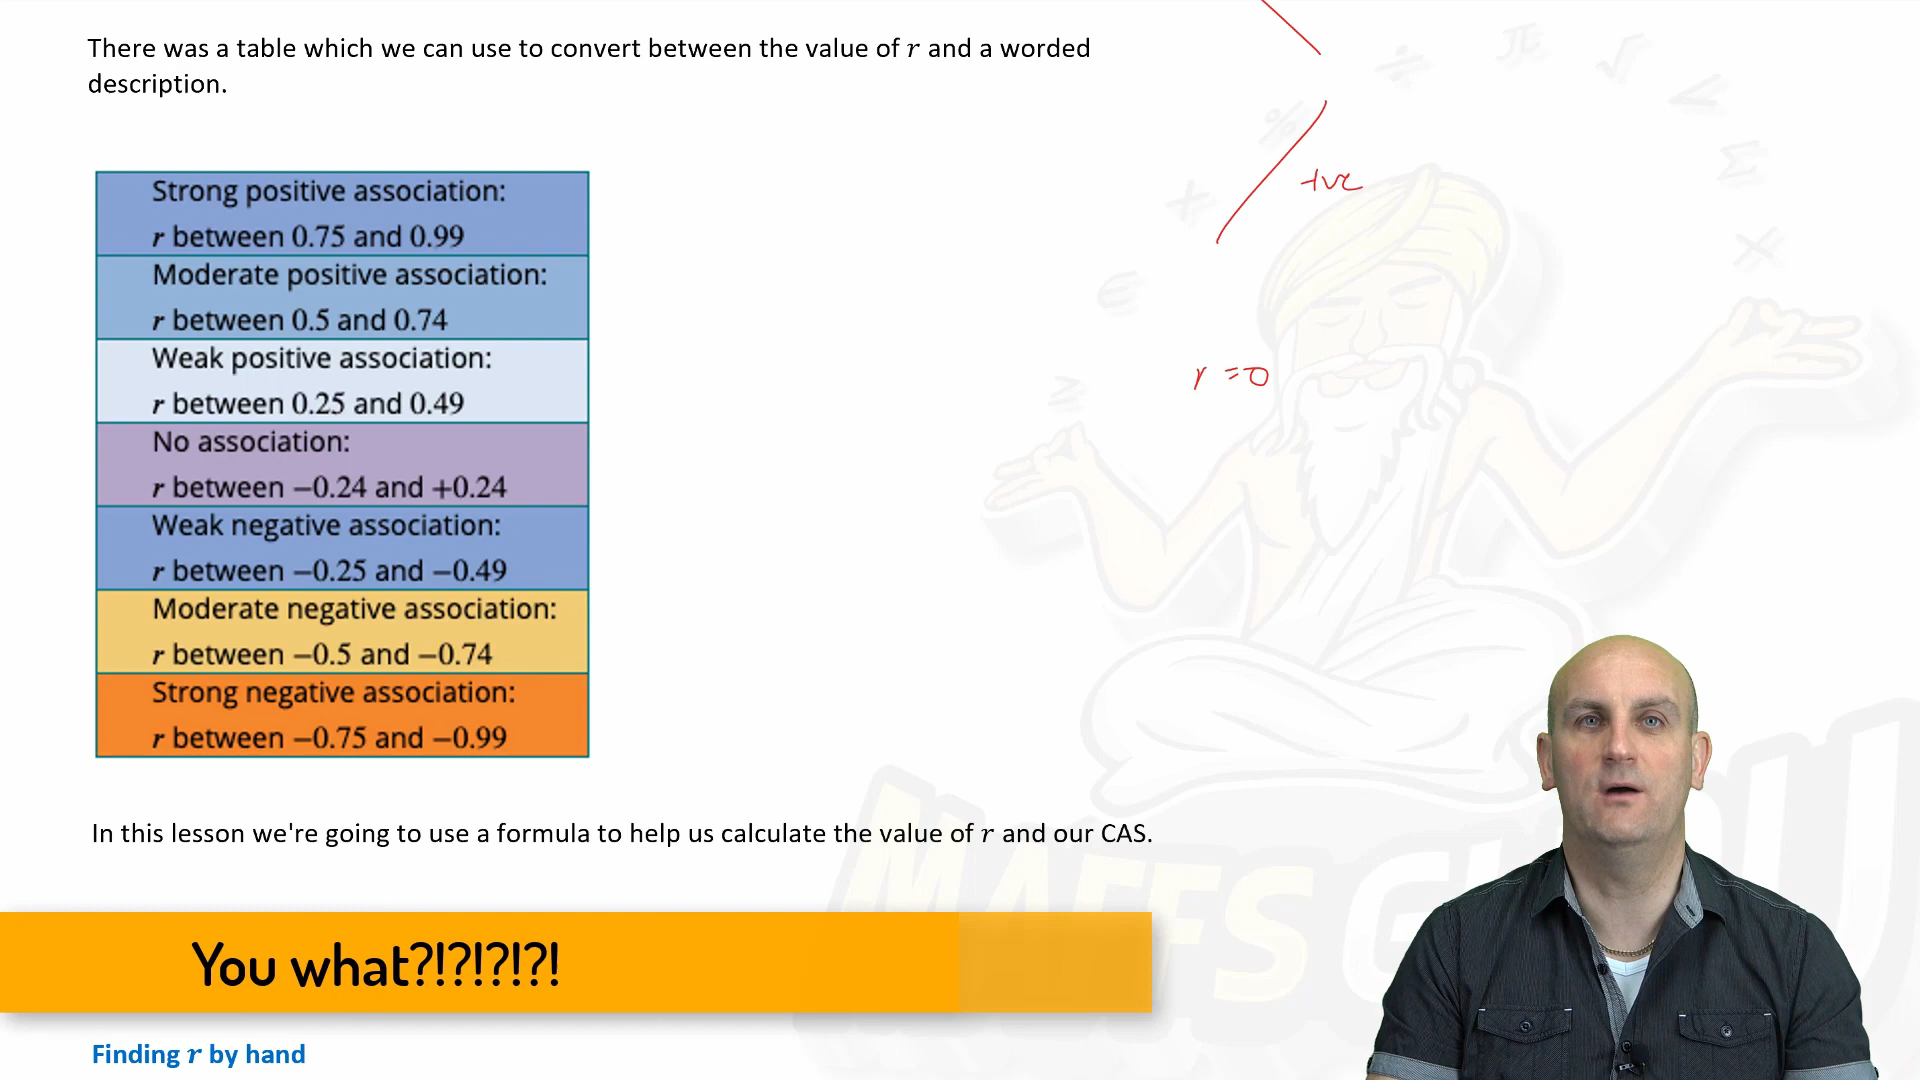 There was a table which we can use to convert between the value of r and a worded
description.
+ve
Strong positive association:
r between 0.75 and 0.99
Moderate positive association:
r between 0.5 and 0.74
r = 0
Weak positive association:
r between 0.25 and 0.49
No association:
r between −0.24 and +0.24
Weak negative association:
r between −0.25 and −0.49
Moderate negative association:
r between −0.5 and −0.74
Strong negative association:
r between −0.75 and −0.99
In this lesson we're going to use a formula to help us calculate the value of r and our CAS.
MAFFS GURU
You what?!?!?!?!
Finding r by hand